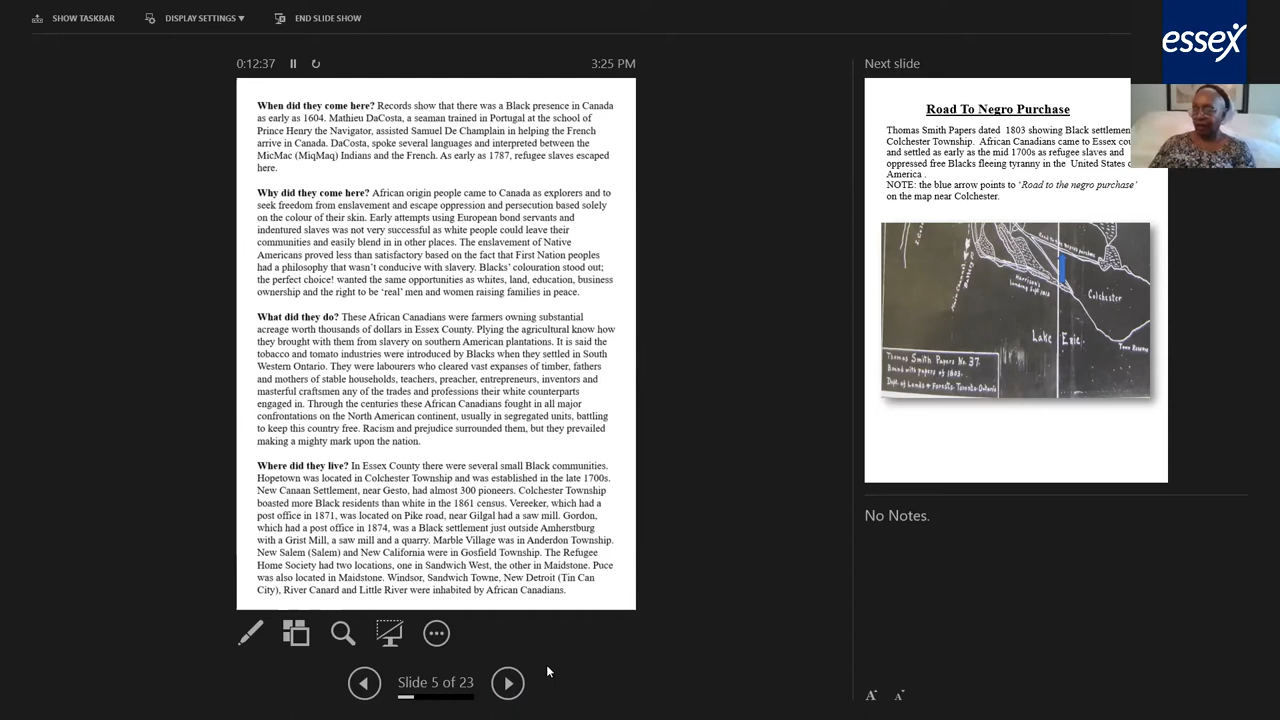 SHOW TASKBAR
DISPLAY SETTINGS
END SLIDE SHOW
essex
0:12:37
3:25 PM
When did they come here? Records show that there was a Black presence in Canada
as early as 1604. Mathieu DaCosta, a seaman trained in Portugal at the school of
Prince Henry the Navigator, assisted Samuel De Champlain in helping the French
arrive in Canada. DaCosta, spoke several languages and interpreted between the
MicMac (MiqMaq) Indians and the French. As early as 1787, refugee slaves escaped
here.
Why did they come here? African origin people came to Canada as explorers and to
seek freedom from enslavement and escape oppression and persecution based solely
on the colour of their skin. Early attempts using European bond servants and
indentured slaves was not very successful as white people could leave their
communities and easily blend in in other places. The enslavement of Native
Americans proved less than satisfactory based on the fact that First Nation peoples
had a philosophy that wasn't conducive with slavery. Blacks' colouration stood out;
the perfect choice! wanted the same opportunities as whites, land, education, business
ownership and the right to be 'real' men and women raising families in peace.
What did they do? These African Canadians were farmers owning substantial
acreage worth thousands of dollars in Essex County. Plying the agricultural know how
they brought with them from slavery on southern American plantations. It is said the
tobacco and tomato industries were introduced by Blacks when they settled in South
Western Ontario. They were labourers who cleared vast expanses of timber, fathers
and mothers of stable households, teachers, preacher, entrepreneurs, inventors and
masterful craftsmen any of the trades and professions their white counterparts
engaged in. Through the centuries these African Canadians fought in all major
confrontations on the North American continent, usually in segregated units, battling
to keep this country free. Racism and prejudice surrounded them, but they prevailed
making a mighty mark upon the nation.
Where did they live? In Essex County there were several small Black communities.
Hopetown was located in Colchester Township and was established in the late 1700s.
New Canaan Settlement, near Gesto, had almost 300 pioneers. Colchester Township
boasted more Black residents than white in the 1861 census. Vereeker, which had a
post office in 1871, was located on Pike road, near Gilgal had a saw mill. Gordon,
which had a post office in 1874, was a Black settlement just outside Amherstburg
with a Grist Mill, a saw mill and a quarry. Marble Village was in Anderdon Township.
New Salem (Salem) and New California were in Gosfield Township. The Refugee
Home Society had two locations, one in Sandwich West, the other in Maidstone. Puce
was also located in Maidstone. Windsor, Sandwich Towne, New Detroit (Tin Can
City), River Canard and Little River were inhabited by African Canadians.
Slide 5 of 23
Next slide
Road To Negro Purchase
Thomas Smith Papers dated 1803 showing Black settlemen
Colchester Township. African Canadians came to Essex cou
and settled as early as the mid 1700s as refugee slaves and
oppressed free Blacks fleeing tyranny in the United States o
America .
NOTE: the blue arrow points to 'Road to the negro purchase'
on the map near Colchester.
Harrison's
Landing Sept 1813
Colchester
Lake Erie
Town Reserve
Thomas Smith Papers No. 37.
Bound with papers of 1803.
Dept of Lands & Forests. Toronto. Ontario
No Notes.
A
A